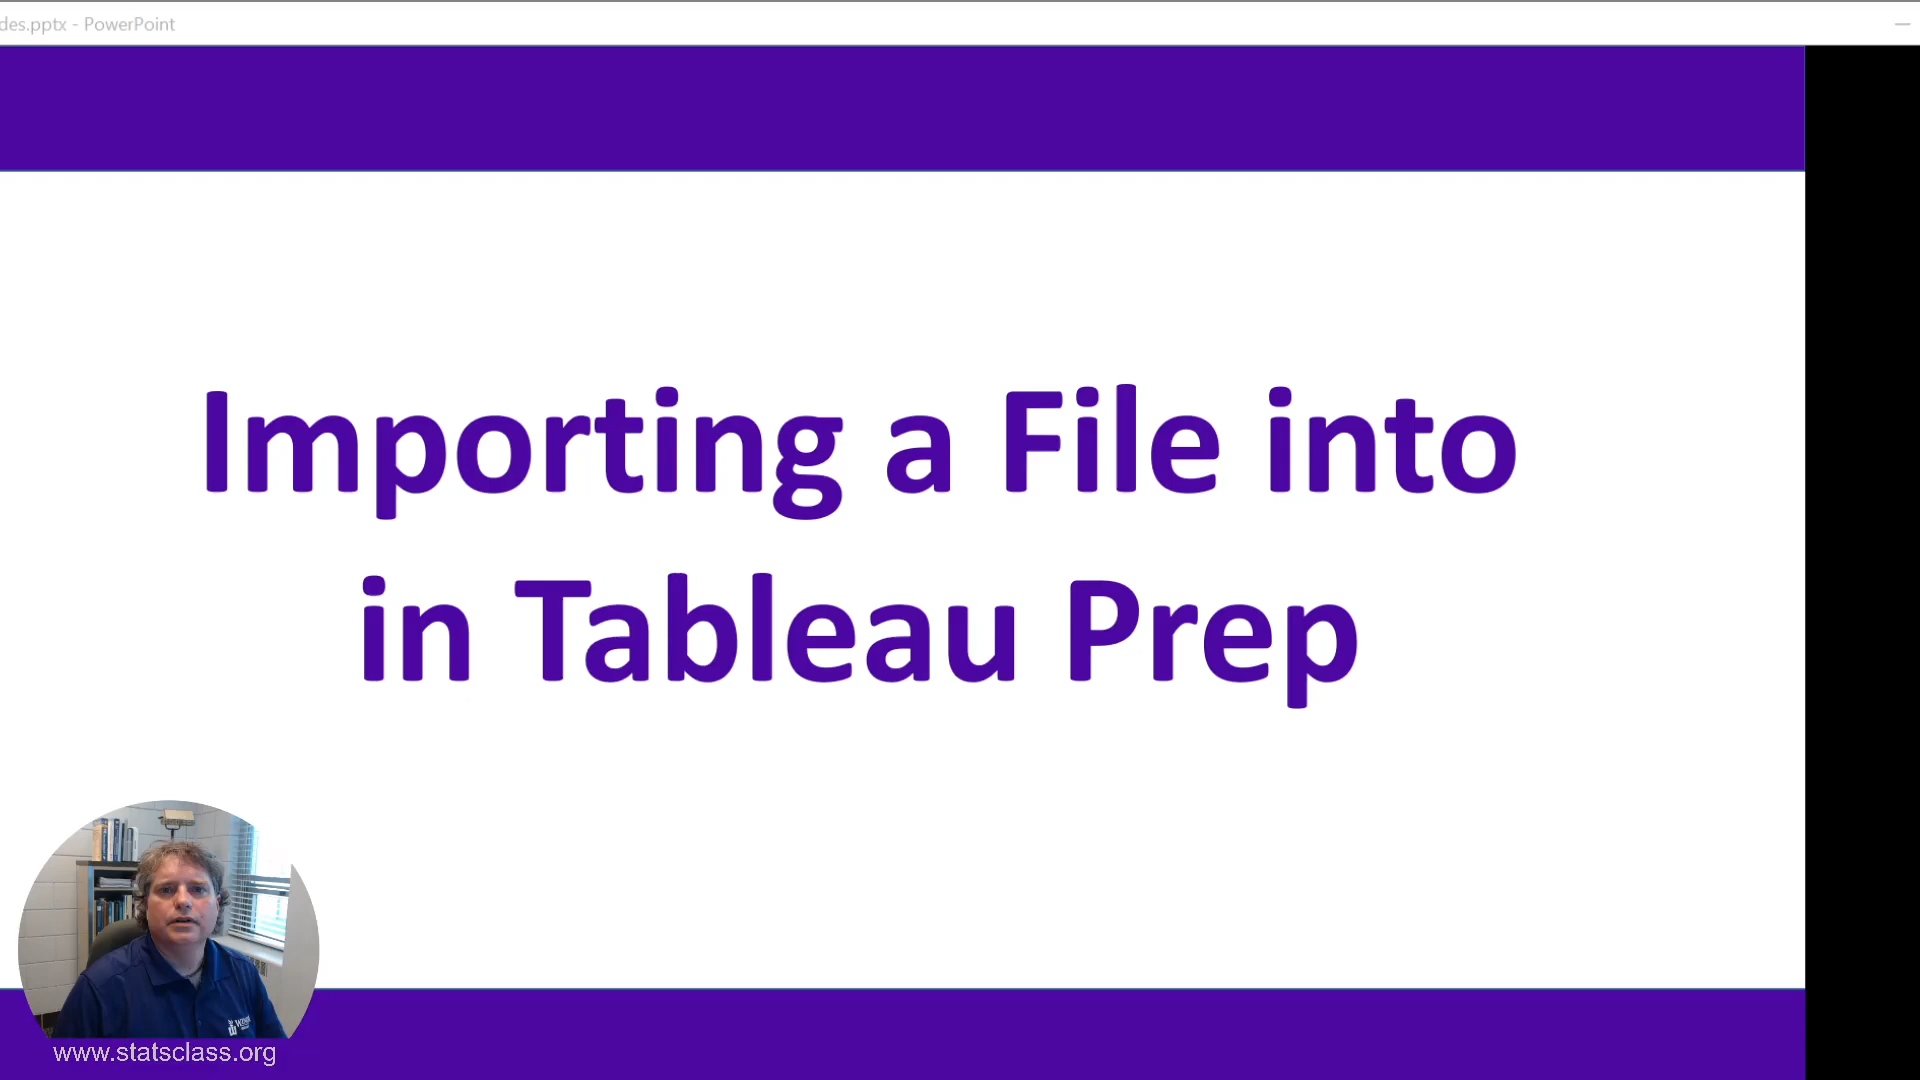 des.pptx - PowerPoint
Importing a File into
in Tableau Prep
www.statsclass.org